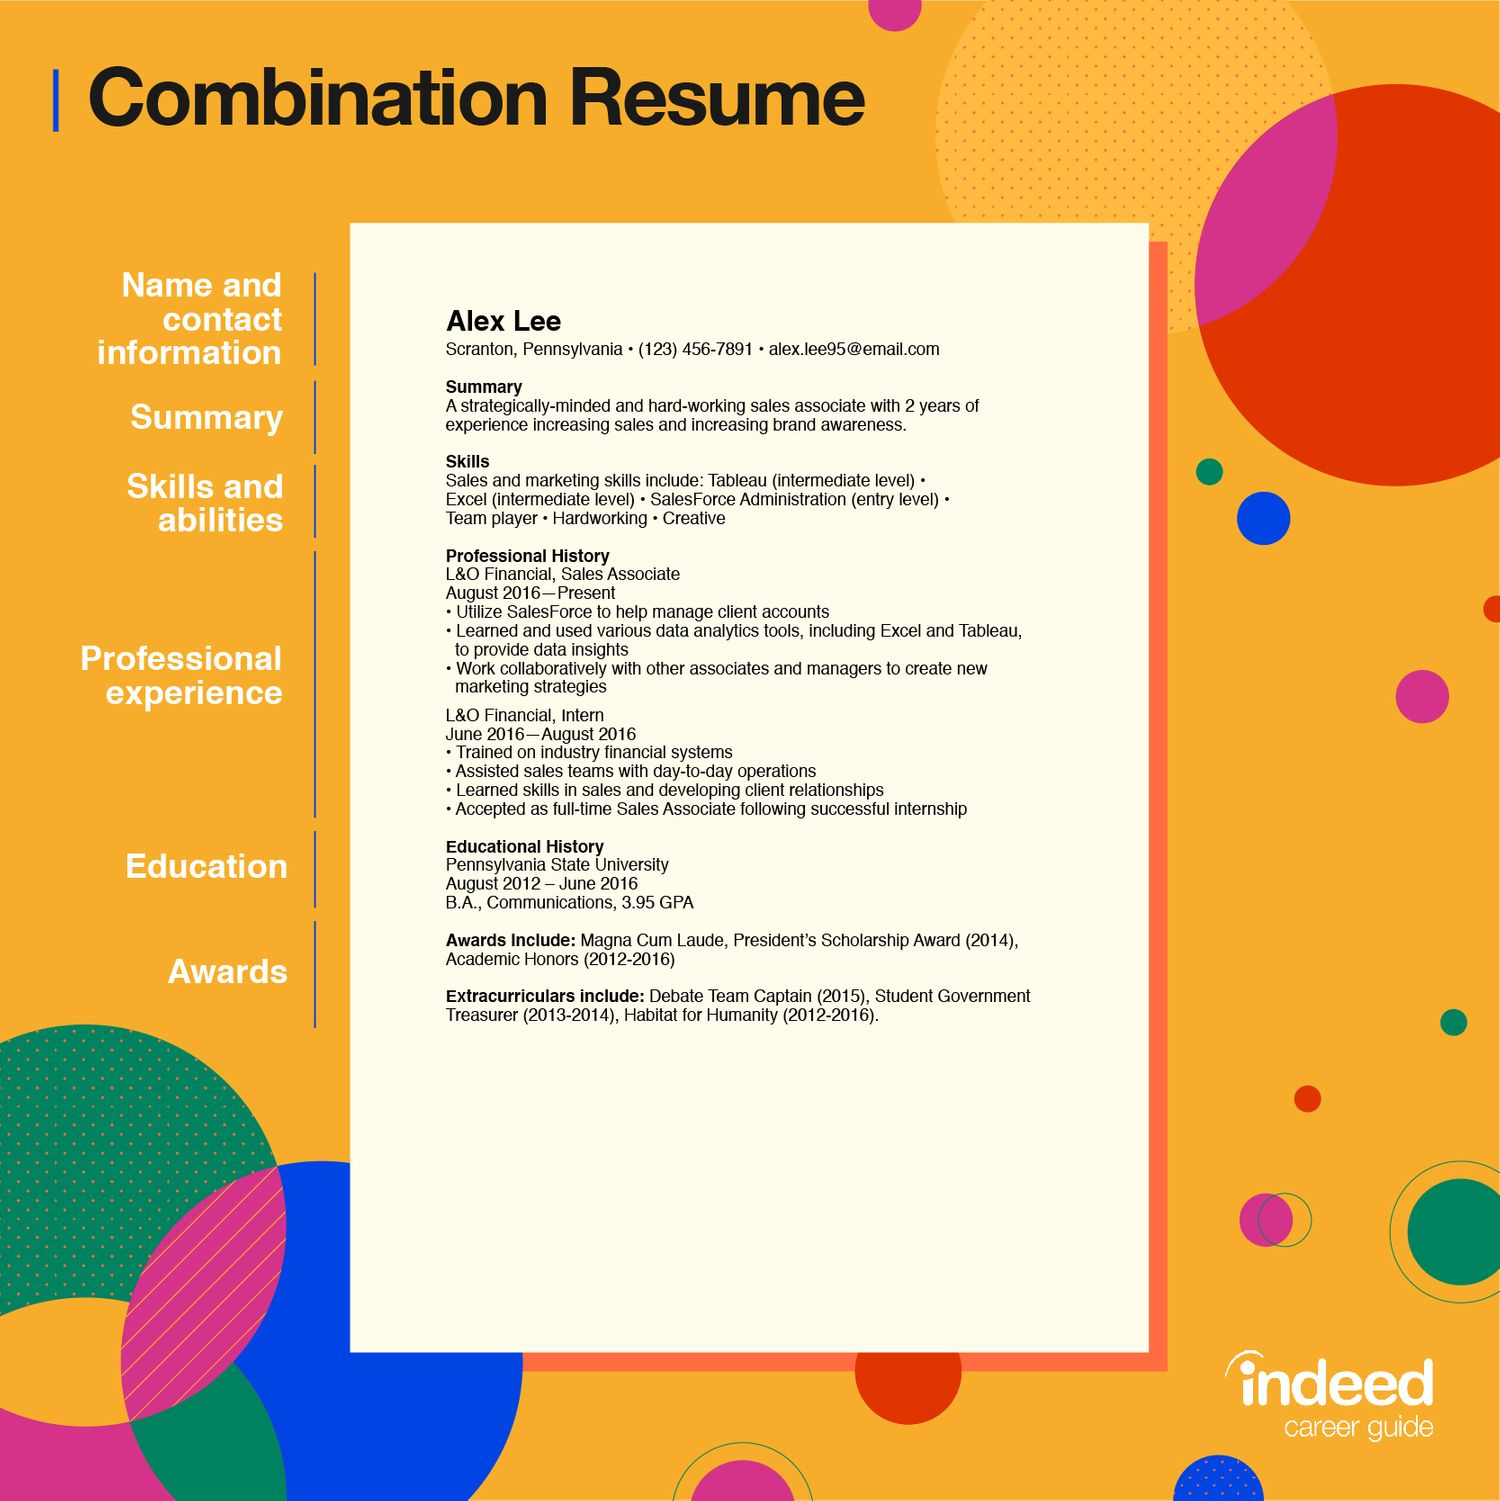 Combination Resume
Name and
contact
information
Summary
Skills and
abilities
Professional
experience
Education
Awards
Alex Lee
Scranton, Pennsylvania • (123) 456-7891 • alex.lee95@email.com
Summary
A strategically-minded and hard-working sales associate with 2 years of
experience increasing sales and increasing brand awareness.
Skills
Sales and marketing skills include: Tableau (intermediate level) •
Excel (intermediate level) • SalesForce Administration (entry level) •
Team player • Hardworking • Creative
Professional History
L&O Financial, Sales Associate
August 2016—Present
• Utilize SalesForce to help manage client accounts
• Learned and used various data analytics tools, including Excel and Tableau,
to provide data insights
• Work collaboratively with other associates and managers to create new
marketing strategies
L&O Financial, Intern
June 2016—August 2016
• Trained on industry financial systems
• Assisted sales teams with day-to-day operations
• Learned skills in sales and developing client relationships
• Accepted as full-time Sales Associate following successful internship
Educational History
Pennsylvania State University
August 2012 – June 2016
B.A., Communications, 3.95 GPA
Awards Include: Magna Cum Laude, President’s Scholarship Award (2014),
Academic Honors (2012-2016)
Extracurriculars include: Debate Team Captain (2015), Student Government
Treasurer (2013-2014), Habitat for Humanity (2012-2016).
indeed
career guide